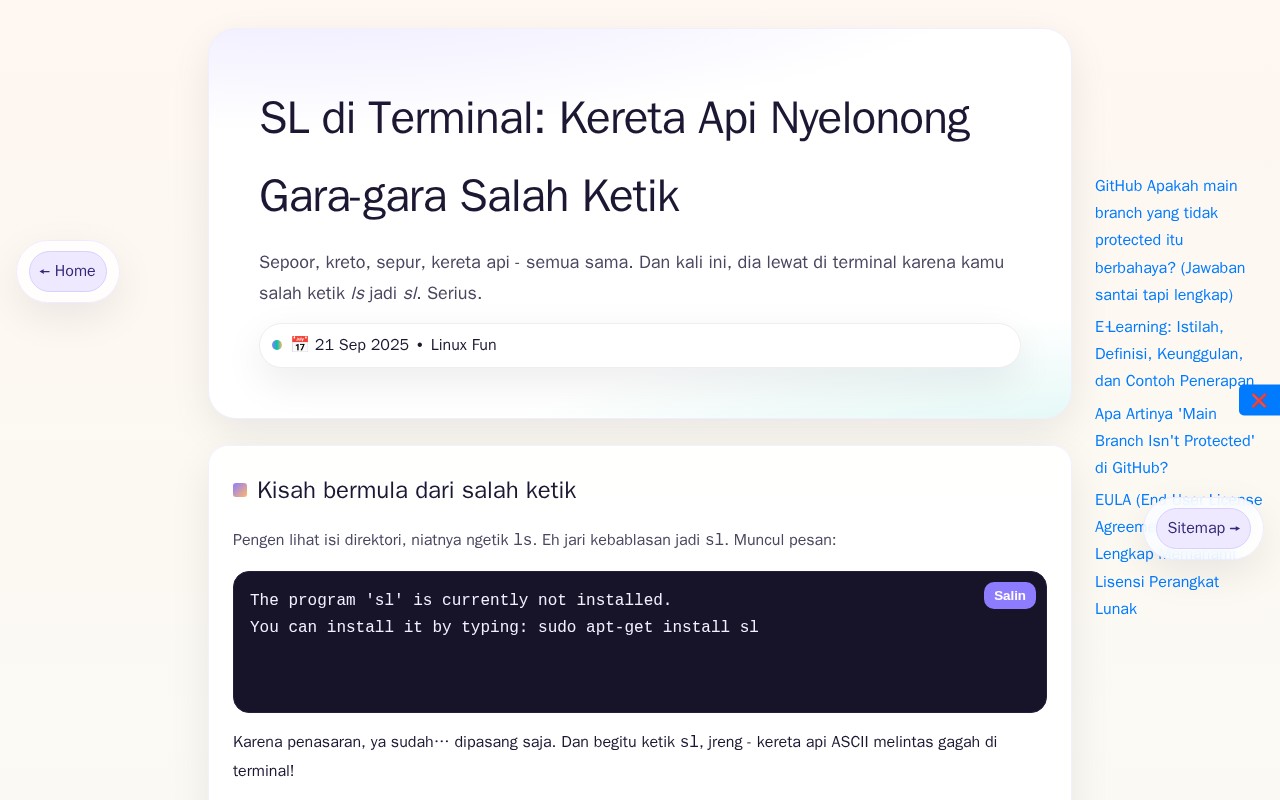 SL di Terminal: Kereta Api Nyelonong
Gara-gara Salah Ketik
Sepoor, kreto, sepur, kereta api - semua sama. Dan kali ini, dia lewat di terminal karena kamu
salah ketik ls jadi sl. Serius.
📅 21 Sep 2025 • Linux Fun
← Home
Kisah bermula dari salah ketik
Pengen lihat isi direktori, niatnya ngetik ls. Eh jari kebablasan jadi sl. Muncul pesan:
Salin
The program 'sl' is currently not installed.
You can install it by typing: sudo apt-get install sl
Karena penasaran, ya sudah… dipasang saja. Dan begitu ketik sl, jreng - kereta api ASCII melintas gagah di
terminal!
GitHub Apakah main
branch yang tidak
protected itu
berbahaya? (Jawaban
santai tapi lengkap)
E-Learning: Istilah,
Definisi, Keunggulan,
dan Contoh Penerapan
Apa Artinya 'Main
Branch Isn't Protected'
di GitHub?
EULA (End User License
Lengkap
Lisensi Perangkat
Lunak
Sitemap →